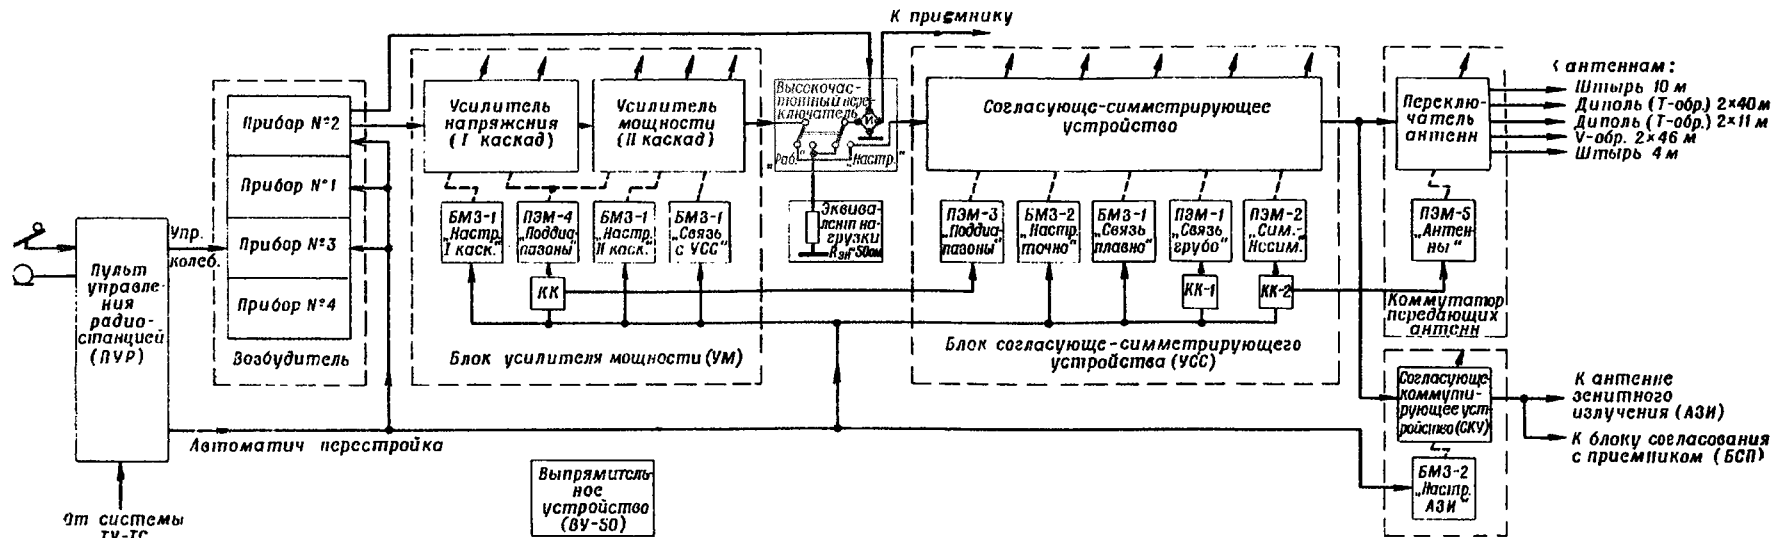 К приемнику
Прибор №2
Прибор №1
Прибор №3
Прибор №4
Возбудитель
Упр.
колеб.
Пульт
управле-
ния
радио-
станцией
(ПУР)
От системы
ТУ-ТС
Автоматич перестройка
Усилитель
напряжения
(I каскад)
Усилитель
мощности
(II каскад)
БМЗ-1
„Настр.
I каск."
ПЭМ-4
„Поддиа-
пазоны"
БМЗ-1
„Настр.
II каск."
БМЗ-1
„Связь
с УСС"
КК
Блок усилителя мощности (УМ)
Высокочас-
тотный пере-
ключатель
И
„Раб."
„Настр."
Эквива-
лент на-
грузки
Rэн=50ом
Выпрямитель-
ное
устройство
(ВУ-50)
Согласующе-симметрирующее
устройство
ПЭМ-3
„Поддиа-
пазоны"
БМЗ-2
„Настр.
точно"
БМЗ-1
„Связь
плавно"
ПЭМ-1
„Связь
грубо"
ПЭМ-2
„Сим.-
Нссим."
КК-1
КК-2
Блок согласующе-симметрирующего
устройства (УСС)
Переклю-
чатель
антенн
ПЭМ-5
„Антен-
ны"
Коммутатор
передающих
антенн
К антеннам:
Штырь 10 м
Диполь (Т-обр.) 2×40м
Диполь (Т-обр.) 2×11 м
V-обр. 2×46 м
Штырь 4 м
Согласующе-
коммути-
рующее уст-
ройство(СКУ)
БМЗ-2
„Настр.
АЗИ"
К антенне
зенитного
излучения (АЗИ)
К блоку согласования
с приемником (БСП)